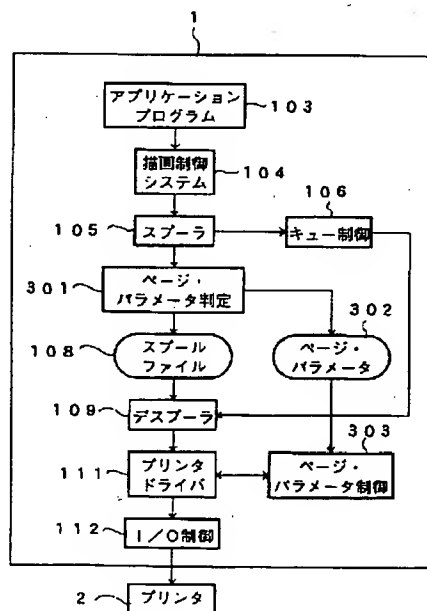 1
アプリケーション
プログラム
103
描画制御
システム
104
106
105
スプーラ
キュー制御
301
ページ・
パラメータ判定
302
108
スプール
ファイル
ページ・
パラメータ
109
デスプーラ
303
111
プリンタ
ドライバ
ページ・
パラメータ制御
112
I/O制御
2
プリンタ